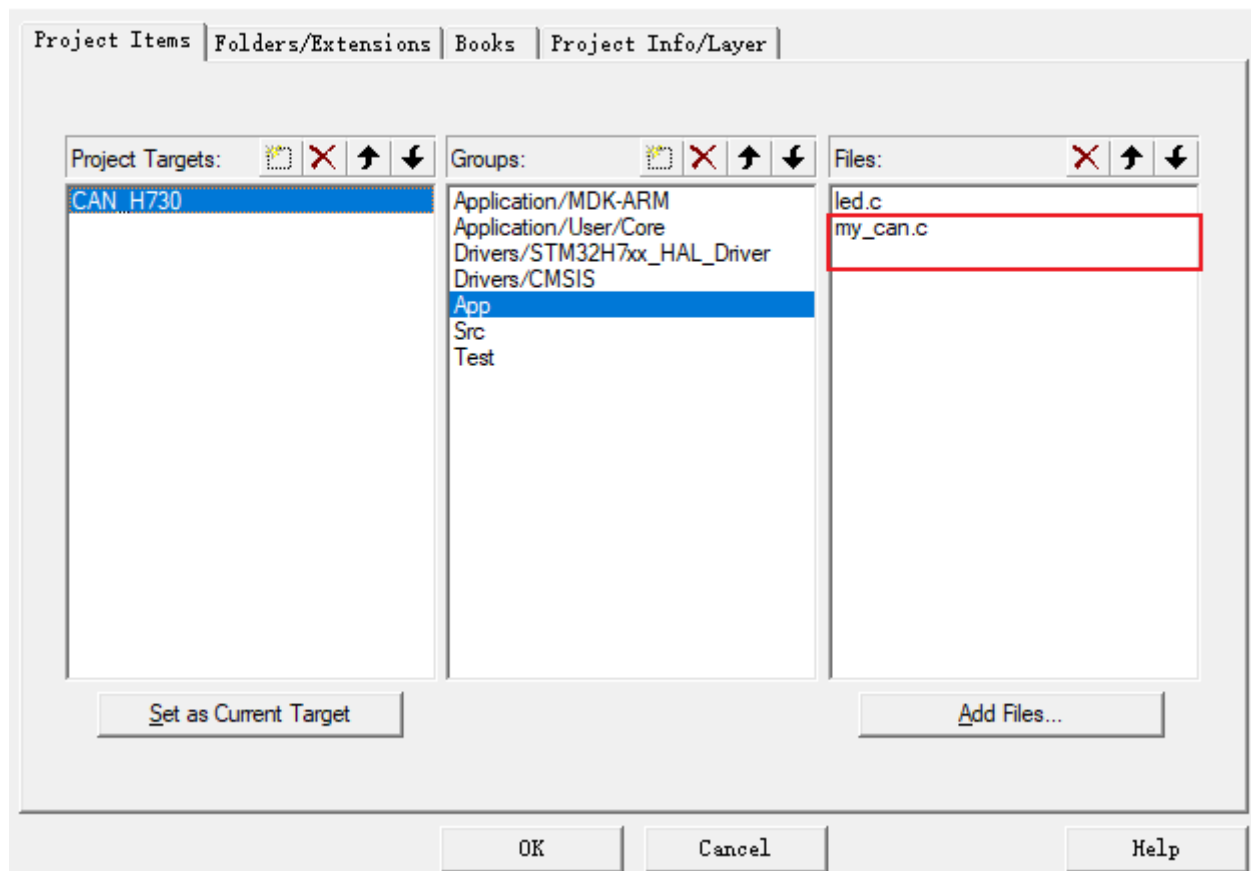 Project Items Folders/Extensions Books Project Info/Layer
Project Targets:
CAN_H730
Set as Current Target
Groups:
Application/MDK-ARM
Application/User/Core
Drivers/STM32H7xx_HAL_Driver
Drivers/CMSIS
App
Src
Test
Files:
led.c
my_can.c
Add Files...
OK Cancel Help